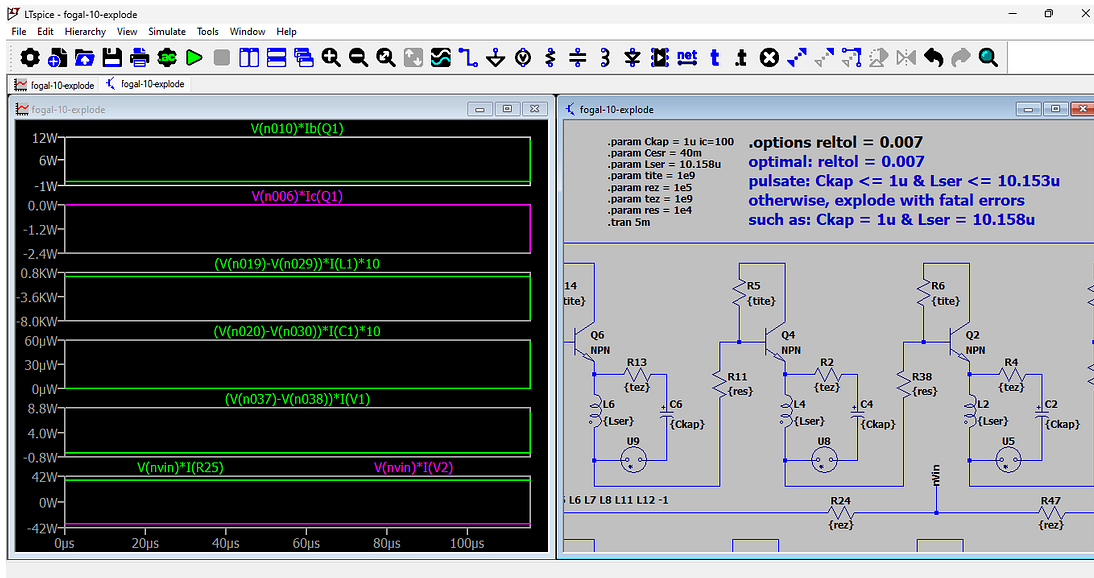 LTspice - fogal-10-explode
File Edit Hierarchy View Simulate Tools Window Help
net
t
t
fogal-10-explode
fogal-10-explode
fogal-10-explode
V(n010)*Ib(Q1)
12W
6W
-1W
V(n006)*Ic(Q1)
0.0W
-1.2W
-2.4W
(V(n019)-V(n029))*I(L1)*10
0.8KW
-3.6KW
-8.0KW
(V(n020)-V(n030))*I(C1)*10
60µW
30µW
0µW
(V(n037)-V(n038))*I(V1)
8.8W
4.0W
-0.8W
V(nvin)*I(R25) V(nvin)*I(V2)
42W
0W
-42W
0µs 20µs 40µs 60µs 80µs 100µs
fogal-10-explode
.param Ckap = 1u ic=100
.param Cesr = 40m
.param Lser = 10.158u
.param tite = 1e9
.param rez = 1e5
.param tez = 1e9
.param res = 1e4
.tran 5m
.options reltol = 0.007
optimal: reltol = 0.007
pulsate: Ckap <= 1u & Lser <= 10.153u
otherwise, explode with fatal errors
such as: Ckap = 1u & Lser = 10.158u
14 R5 R6
tite} {tite} {tite}
Q6 Q4 Q2
NPN NPN NPN
R13 R2 R4
{tez} {tez} {tez}
R11 R38
{res} {res}
L6 C6 L4 C4 L2 C2
{Lser} {Ckap} {Lser} {Ckap} {Lser} {Ckap}
U9 U8 U5
L6 L7 L8 L11 L12 -1
nVin
R24 R47
{rez} {rez}